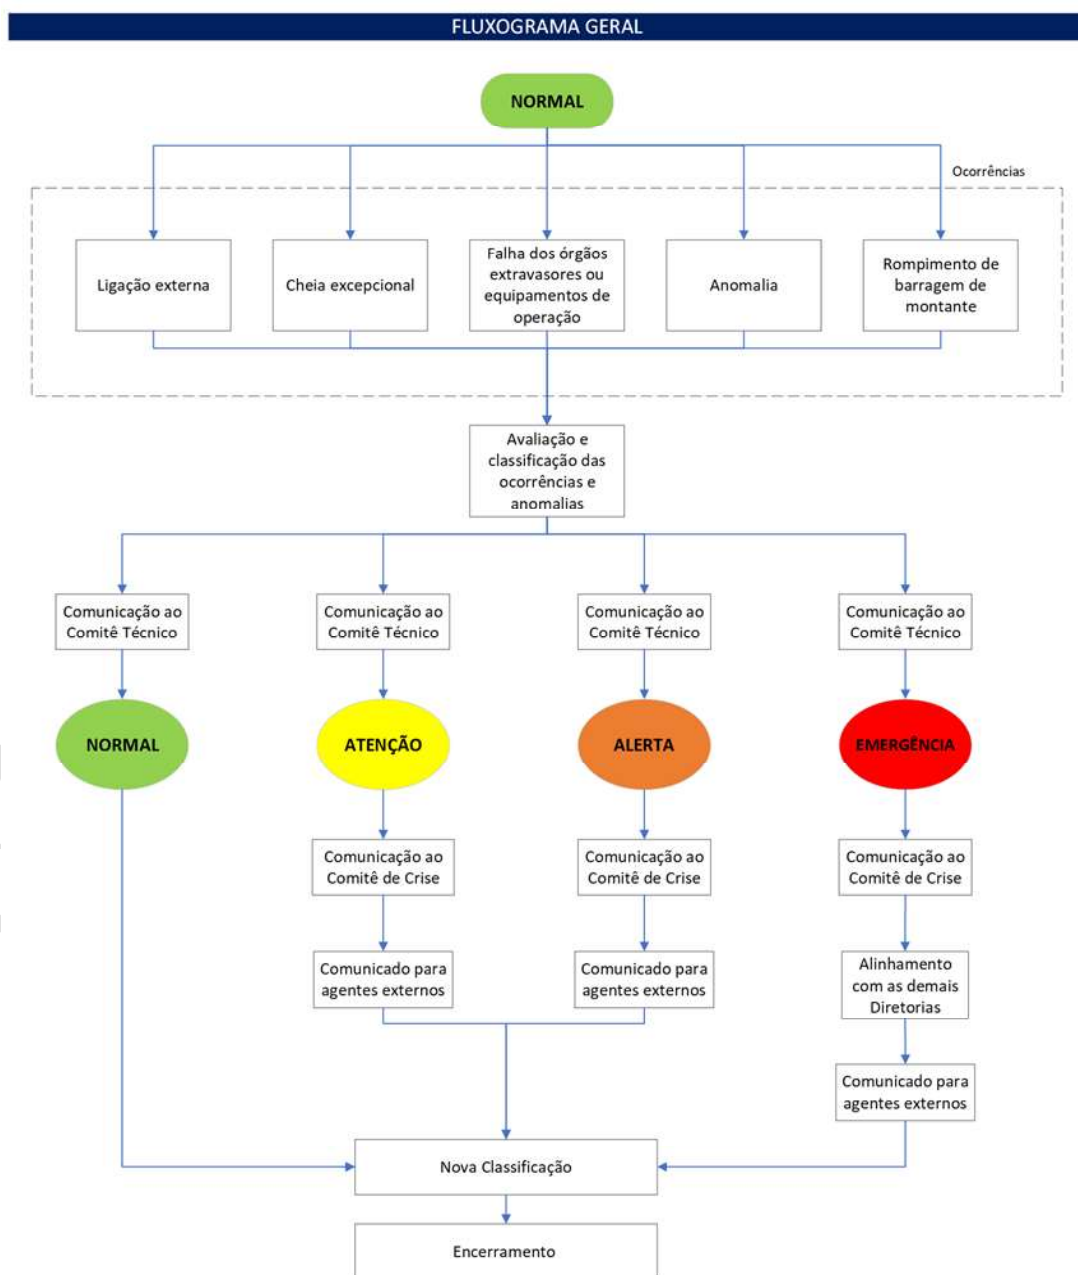 FLUXOGRAMA GERAL
NORMAL
Ocorrências
Ligação externa
Cheia excepcional
Falha dos órgãos
extravasores ou
equipamentos de
operação
Anomalia
Rompimento de
barragem de
montante
Avaliação e
classificação das
ocorrências e
anomalias
Comunicação ao
Comitê Técnico
Comunicação ao
Comitê Técnico
Comunicação ao
Comitê Técnico
Comunicação ao
Comitê Técnico
NORMAL
ATENÇÃO
ALERTA
EMERGÊNCIA
Comunicação ao
Comitê de Crise
Comunicação ao
Comitê de Crise
Comunicação ao
Comitê de Crise
Comunicado para
agentes externos
Comunicado para
agentes externos
Alinhamento
com as demais
Diretorias
Comunicado para
agentes externos
Nova Classificação
Encerramento